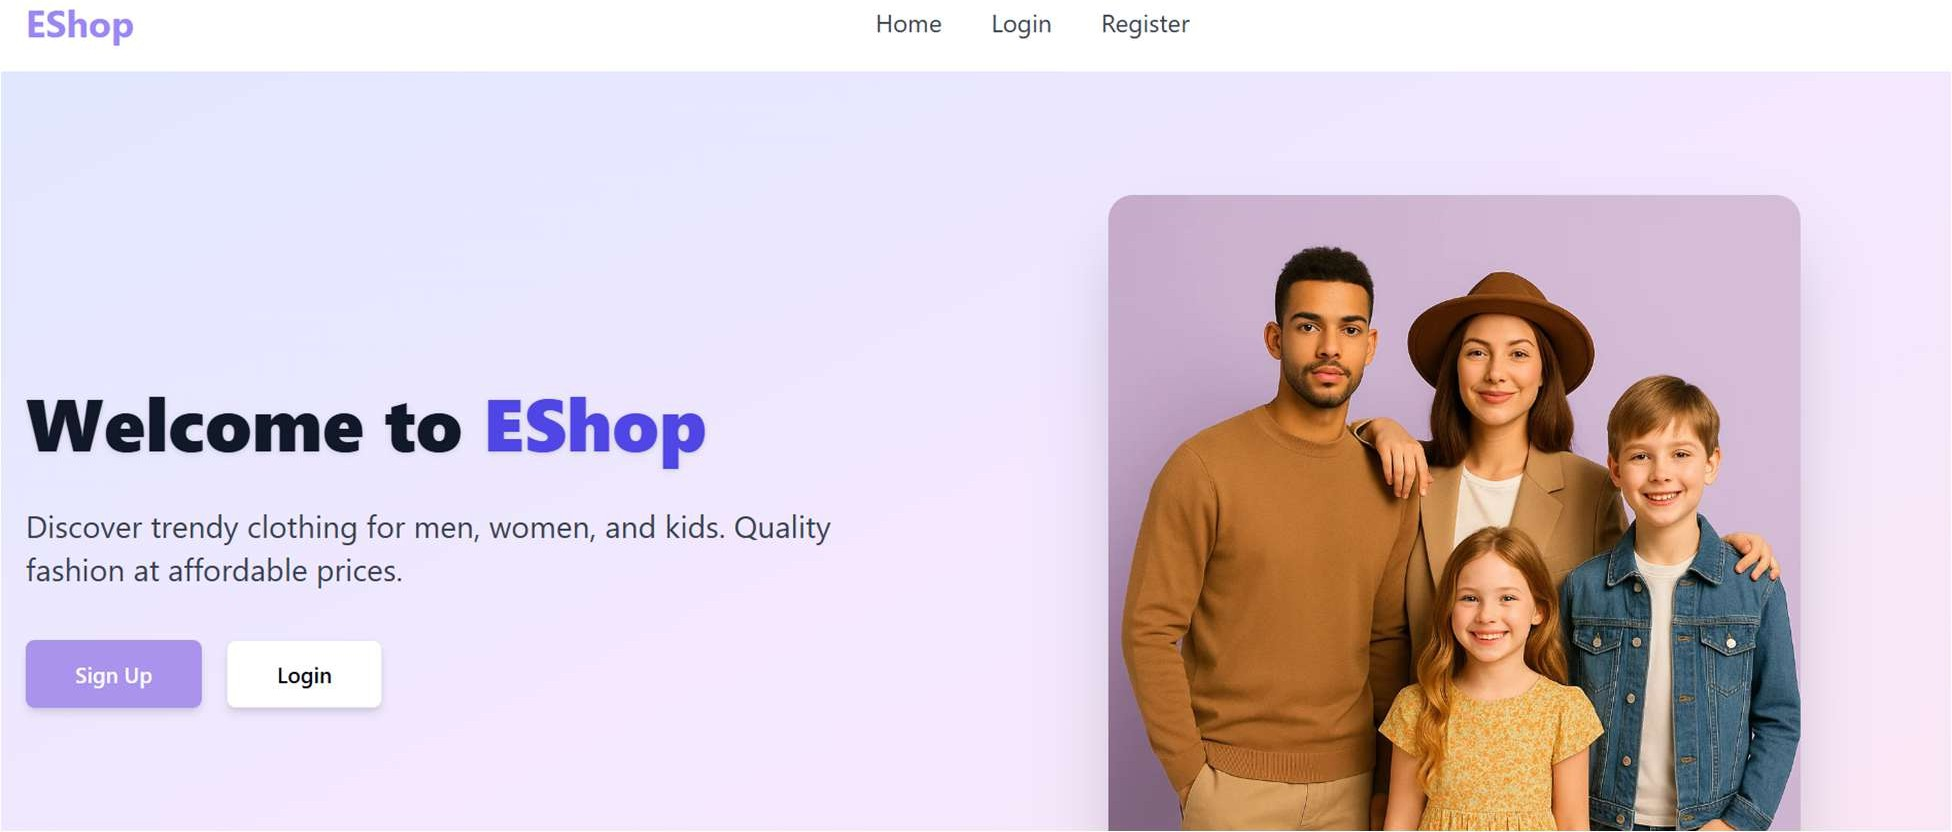 EShop
Home Login Register
Welcome to EShop
Discover trendy clothing for men, women, and kids. Quality
fashion at affordable prices.
Sign Up Login